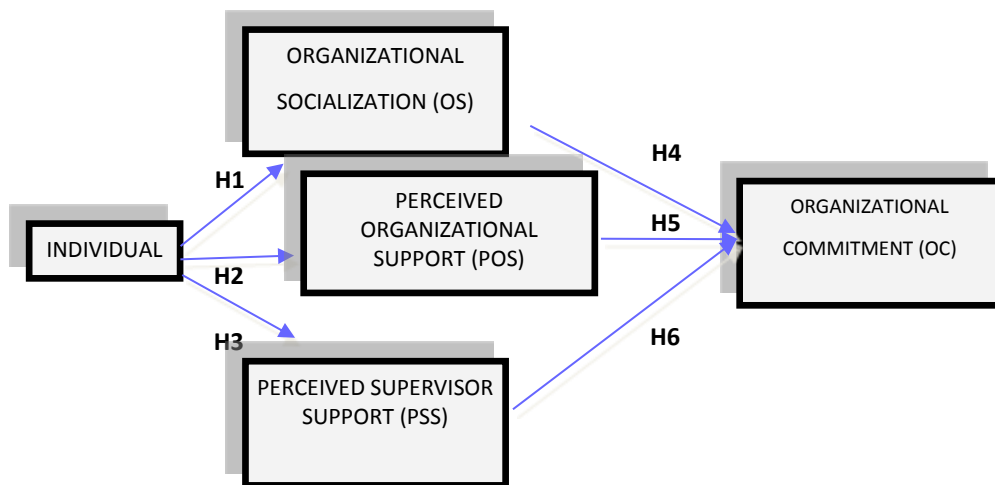 ORGANIZATIONAL
SOCIALIZATION (OS)
H1
H4
PERCEIVED
ORGANIZATIONAL
SUPPORT (POS)
INDIVIDUAL
H2
H5
ORGANIZATIONAL
COMMITMENT (OC)
H3
H6
PERCEIVED SUPERVISOR
SUPPORT (PSS)